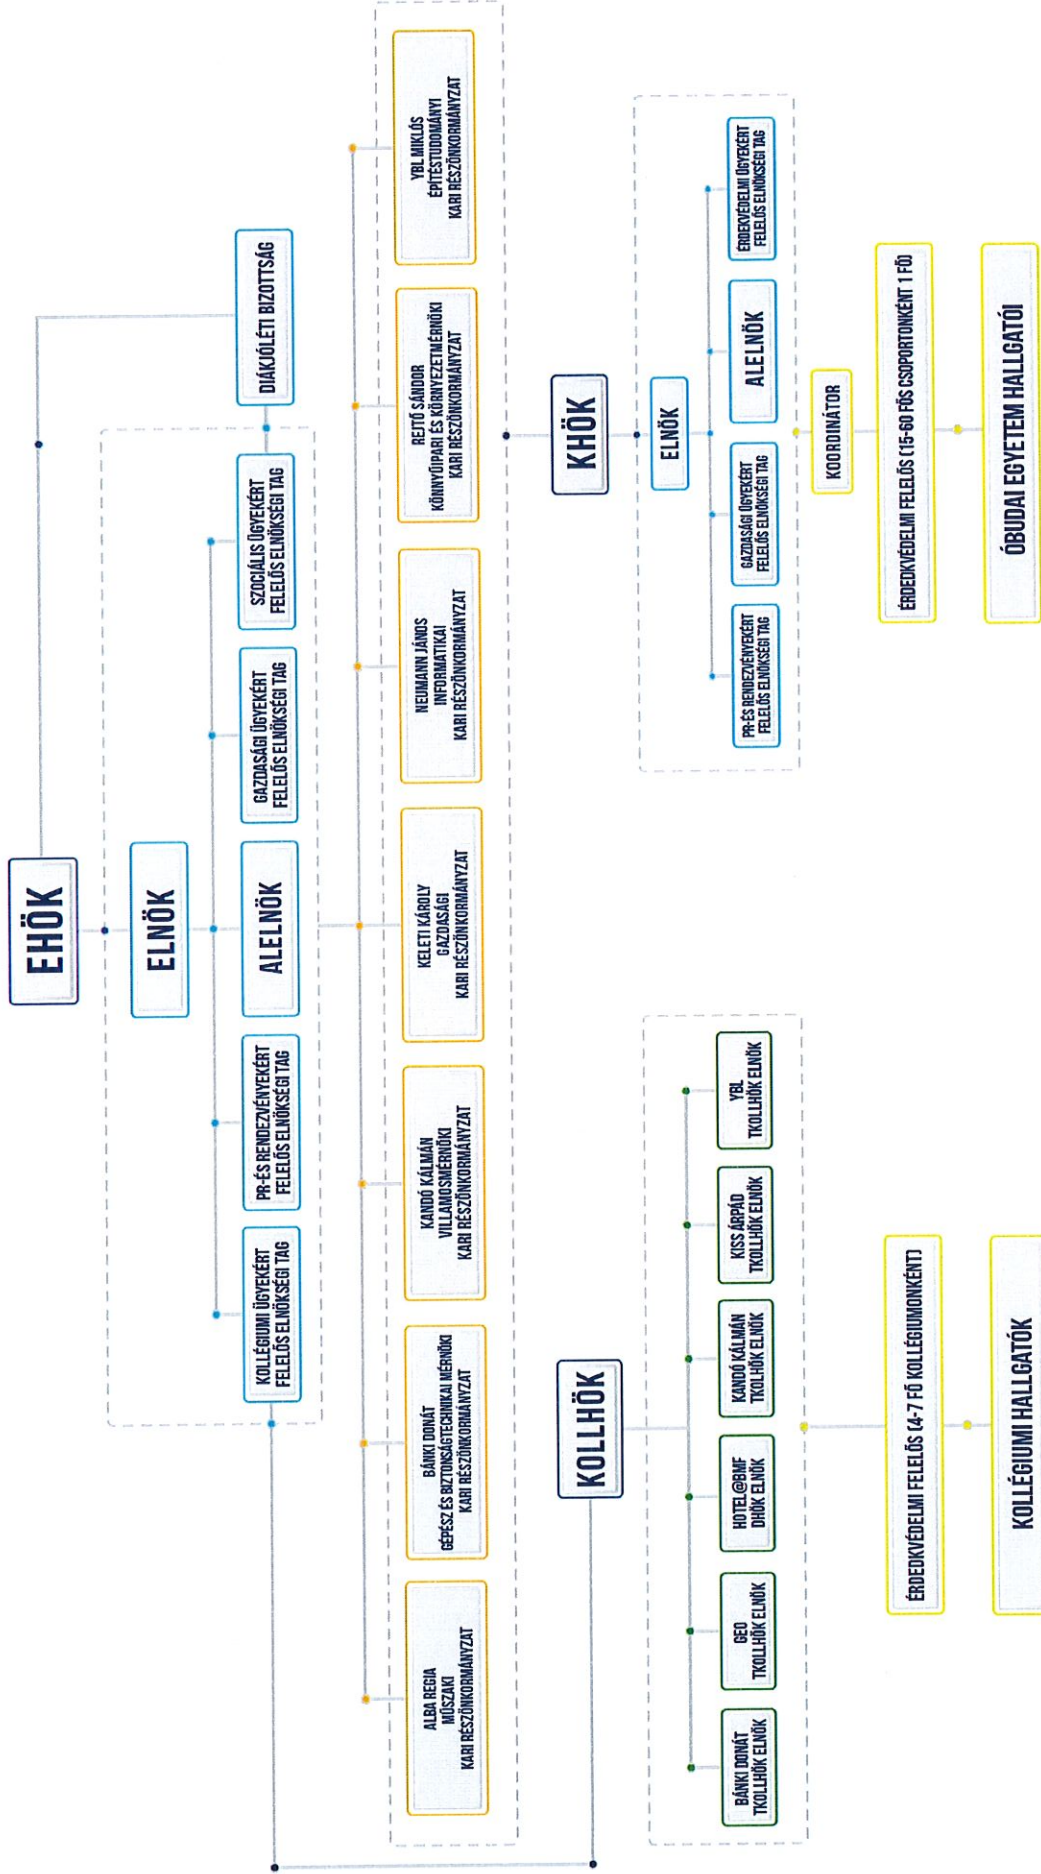 EHÖK
ELNÖK
KOLLÉGIUMI ÜGYEKÉRT
FELELŐS ELNÖKSÉGI TAG
PR-ÉS RENDEZVÉNYEKÉRT
FELELŐS ELNÖKSÉGI TAG
ALELNÖK
GAZDASÁGI ÜGYEKÉRT
FELELŐS ELNÖKSÉGI TAG
SZOCIÁLIS ÜGYEKÉRT
FELELŐS ELNÖKSÉGI TAG
DIÁKJÓLÉTI BIZOTTSÁG
ALBA REGIA
MŰSZAKI
KARI RÉSZÖNKORMÁNYZAT
BÁNKI DONÁT
GÉPÉSZ ÉS BIZTONSÁGTECHNIKAI MÉRNÖKI
KARI RÉSZÖNKORMÁNYZAT
KANDÓ KÁLMÁN
VILLAMOSMÉRNÖKI
KARI RÉSZÖNKORMÁNYZAT
KELETI KÁROLY
GAZDASÁGI
KARI RÉSZÖNKORMÁNYZAT
NEUMANN JÁNOS
INFORMATIKAI
KARI RÉSZÖNKORMÁNYZAT
REJTŐ SÁNDOR
KÖNNYŰIPARI ÉS KÖRNYEZETMÉRNÖKI
KARI RÉSZÖNKORMÁNYZAT
YBL MIKLÓS
ÉPÍTÉSTUDOMÁNYI
KARI RÉSZÖNKORMÁNYZAT
KOLLHÖK
BÁNKI DONÁT
TKOLLHÖK ELNÖK
GEO
TKOLLHÖK ELNÖK
HOTEL@BMF
DHÖK ELNÖK
KANDÓ KÁLMÁN
TKOLHÖK ELNÖK
KISS ÁRPÁD
TKOLLHÖK ELNÖK
YBL
TKOLLHÖK ELNÖK
ÉRDEDKVÉDELMI FELELŐS (4-7 FŐ KOLLÉGIUMONKÉNT)
KOLLÉGIUMI HALLGATÓK
KHÖK
ELNÖK
PR-ÉS RENDEZVÉNYEKÉRT
FELELŐS ELNÖKSÉGI TAG
GAZDASÁGI ÜGYEKÉRT
FELELŐS ELNÖKSÉGI TAG
ALELNÖK
ÉRDEKVÉDELMI ÜGYEKÉRT
FELELŐS ELNÖKSÉGI TAG
KOORDINÁTOR
ÉRDEDKVÉDELMI FELELŐS (15-60 FŐS CSOPORTONKÉNT 1 FŐ)
ÓBUDAI EGYETEM HALLGATÓI